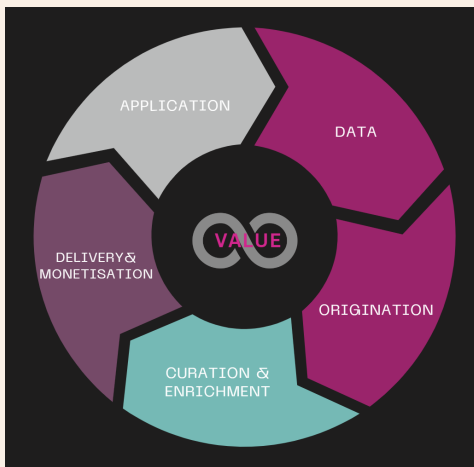 APPLICATION
DATA
VALUE
DELIVERY&
MONETISATION
ORIGINATION
CURATION &
ENRICHMENT